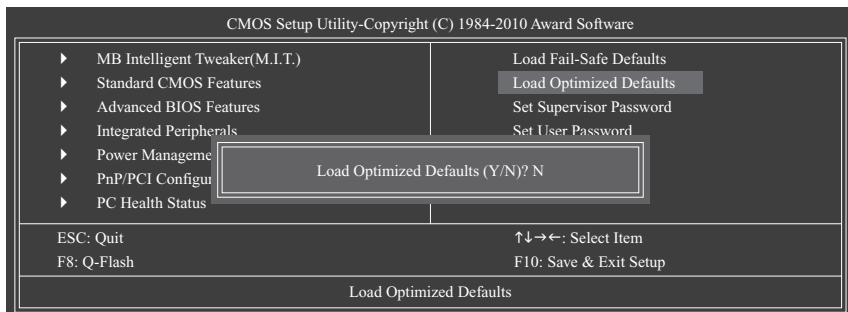 CMOS Setup Utility-Copyright (C) 1984-2010 Award Software
MB Intelligent Tweaker(M.I.T.)
Standard CMOS Features
Advanced BIOS Features
Integrated Peripherals
Power Manageme
PnP/PCI Configur
PC Health Status
Load Fail-Safe Defaults
Load Optimized Defaults
Set Supervisor Password
Set User Password
Load Optimized Defaults (Y/N)? N
ESC: Quit
F8: Q-Flash
↑↓→←: Select Item
F10: Save & Exit Setup
Load Optimized Defaults